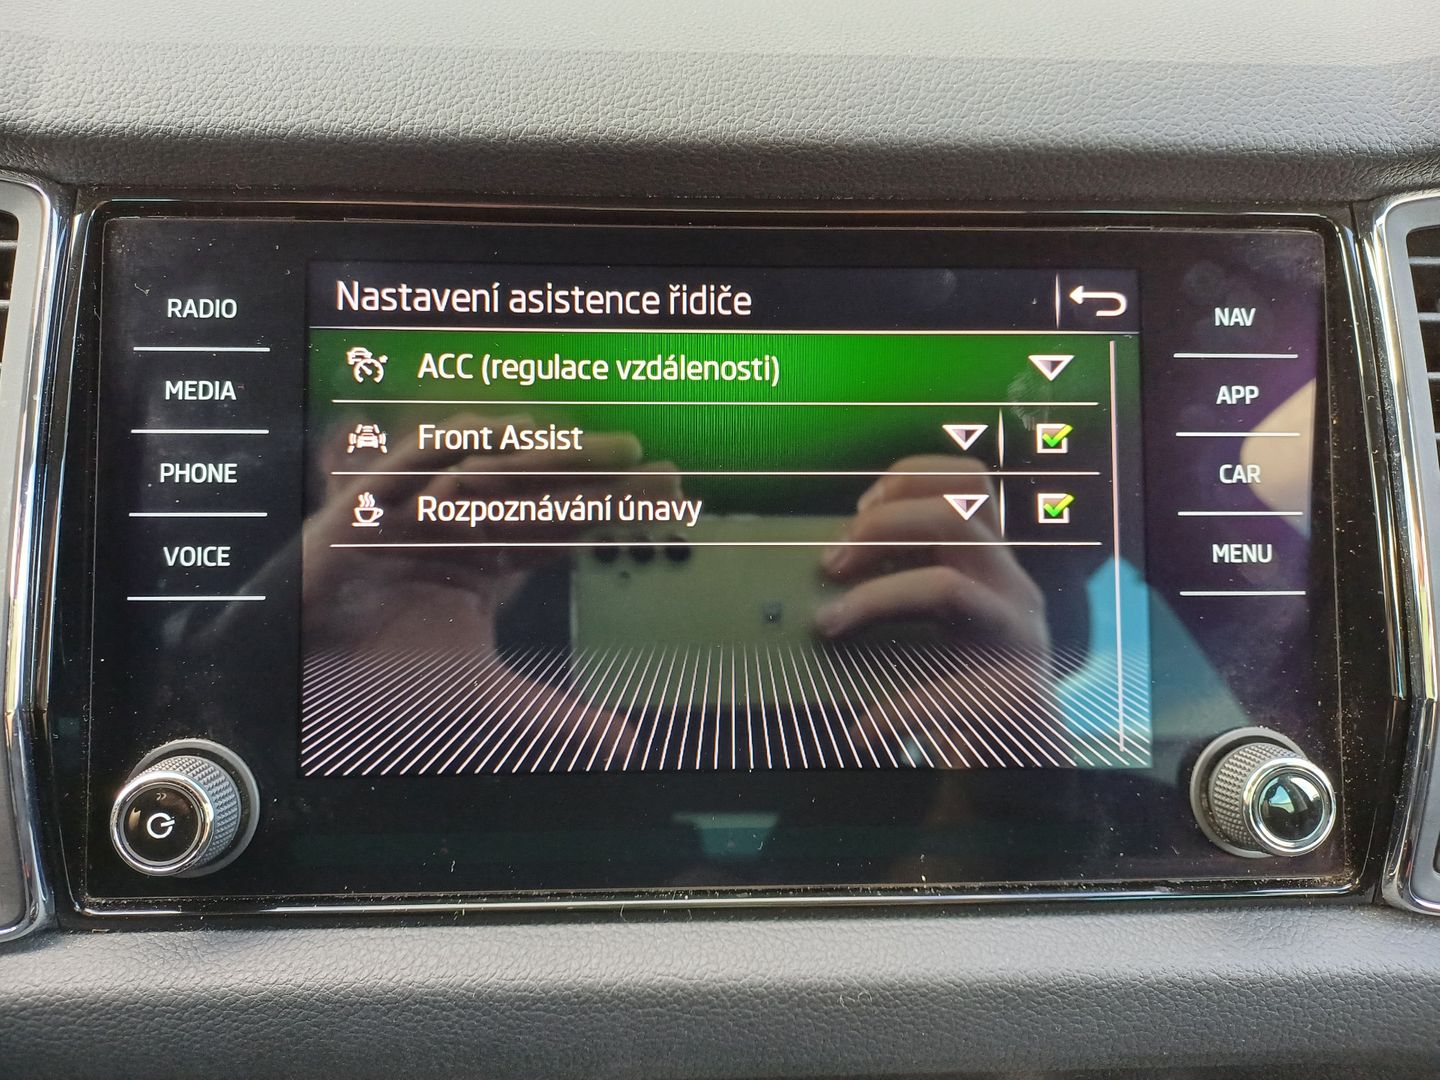 Nastavení asistence řidiče
ACC (regulace vzdálenosti)
Front Assist
Rozpoznávání únavy
RADIO
MEDIA
PHONE
VOICE
NAV
APP
CAR
MENU